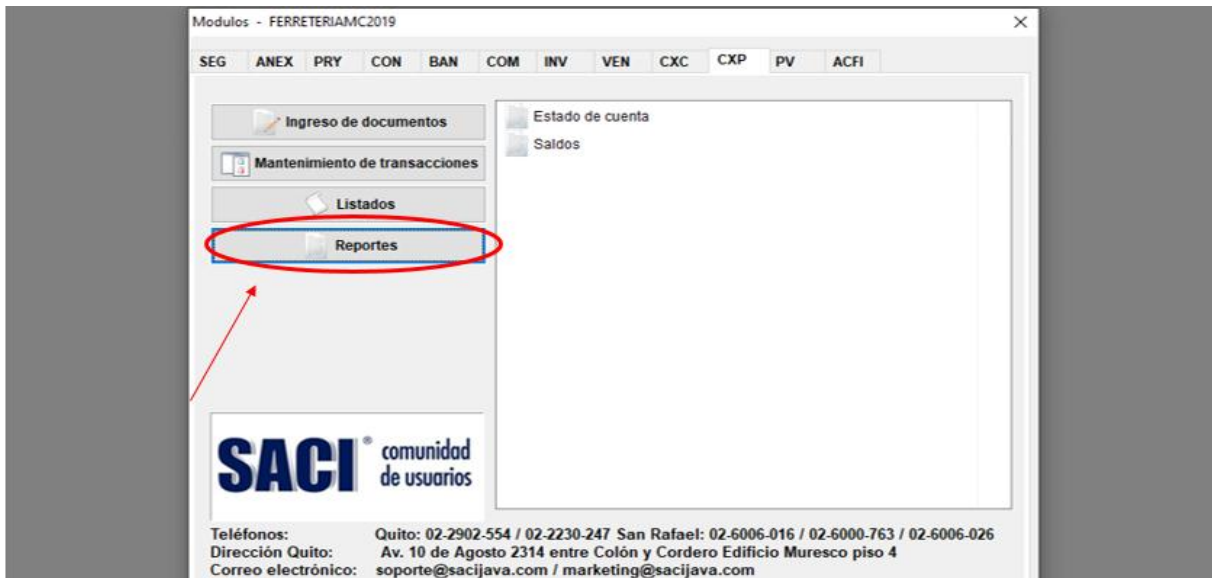 Modulos - FERRETERIAMC2019
SEG ANEX PRY CON BAN COM INV VEN CXC CXP PV ACFI
Ingreso de documentos
Mantenimiento de transacciones
Listados
Reportes
Estado de cuenta
Saldos
SACI® comunidad
de usuarios
Teléfonos: Quito: 02-2902-554 / 02-2230-247 San Rafael: 02-6006-016 / 02-6000-763 / 02-6006-026
Dirección Quito: Av. 10 de Agosto 2314 entre Colón y Cordero Edificio Muresco piso 4
Correo electrónico: soporte@sacijava.com / marketing@sacijava.com